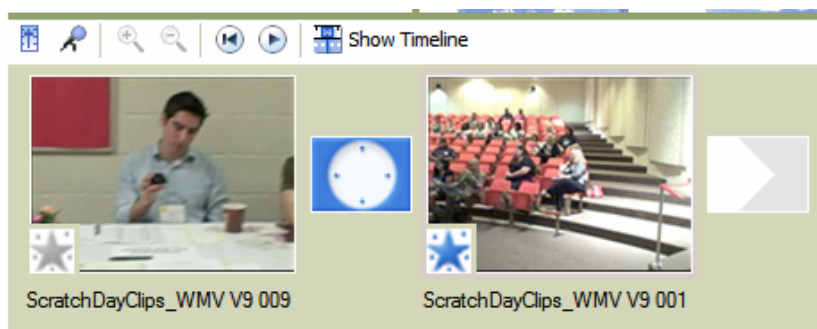 Show Timeline
ScratchDayClips_WMV V9 009
ScratchDayClips_WMV V9 001